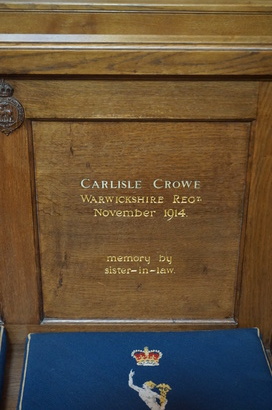 CARLISLE CROWE
WARWICKSHIRE REGT
November 1914.
memory by
sister-in-law.